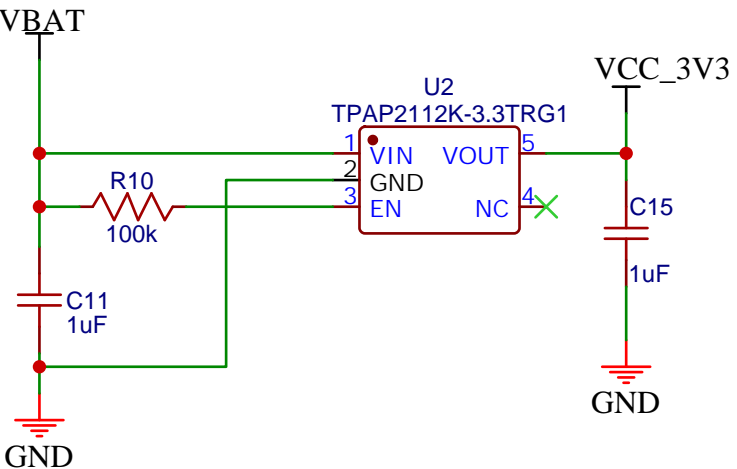 VBAT
VCC_3V3
U2
TPAP2112K-3.3TRG1
1
VIN
VOUT
5
2
GND
R10
100k
3
EN
NC
4
C11
1uF
C15
1uF
GND
GND